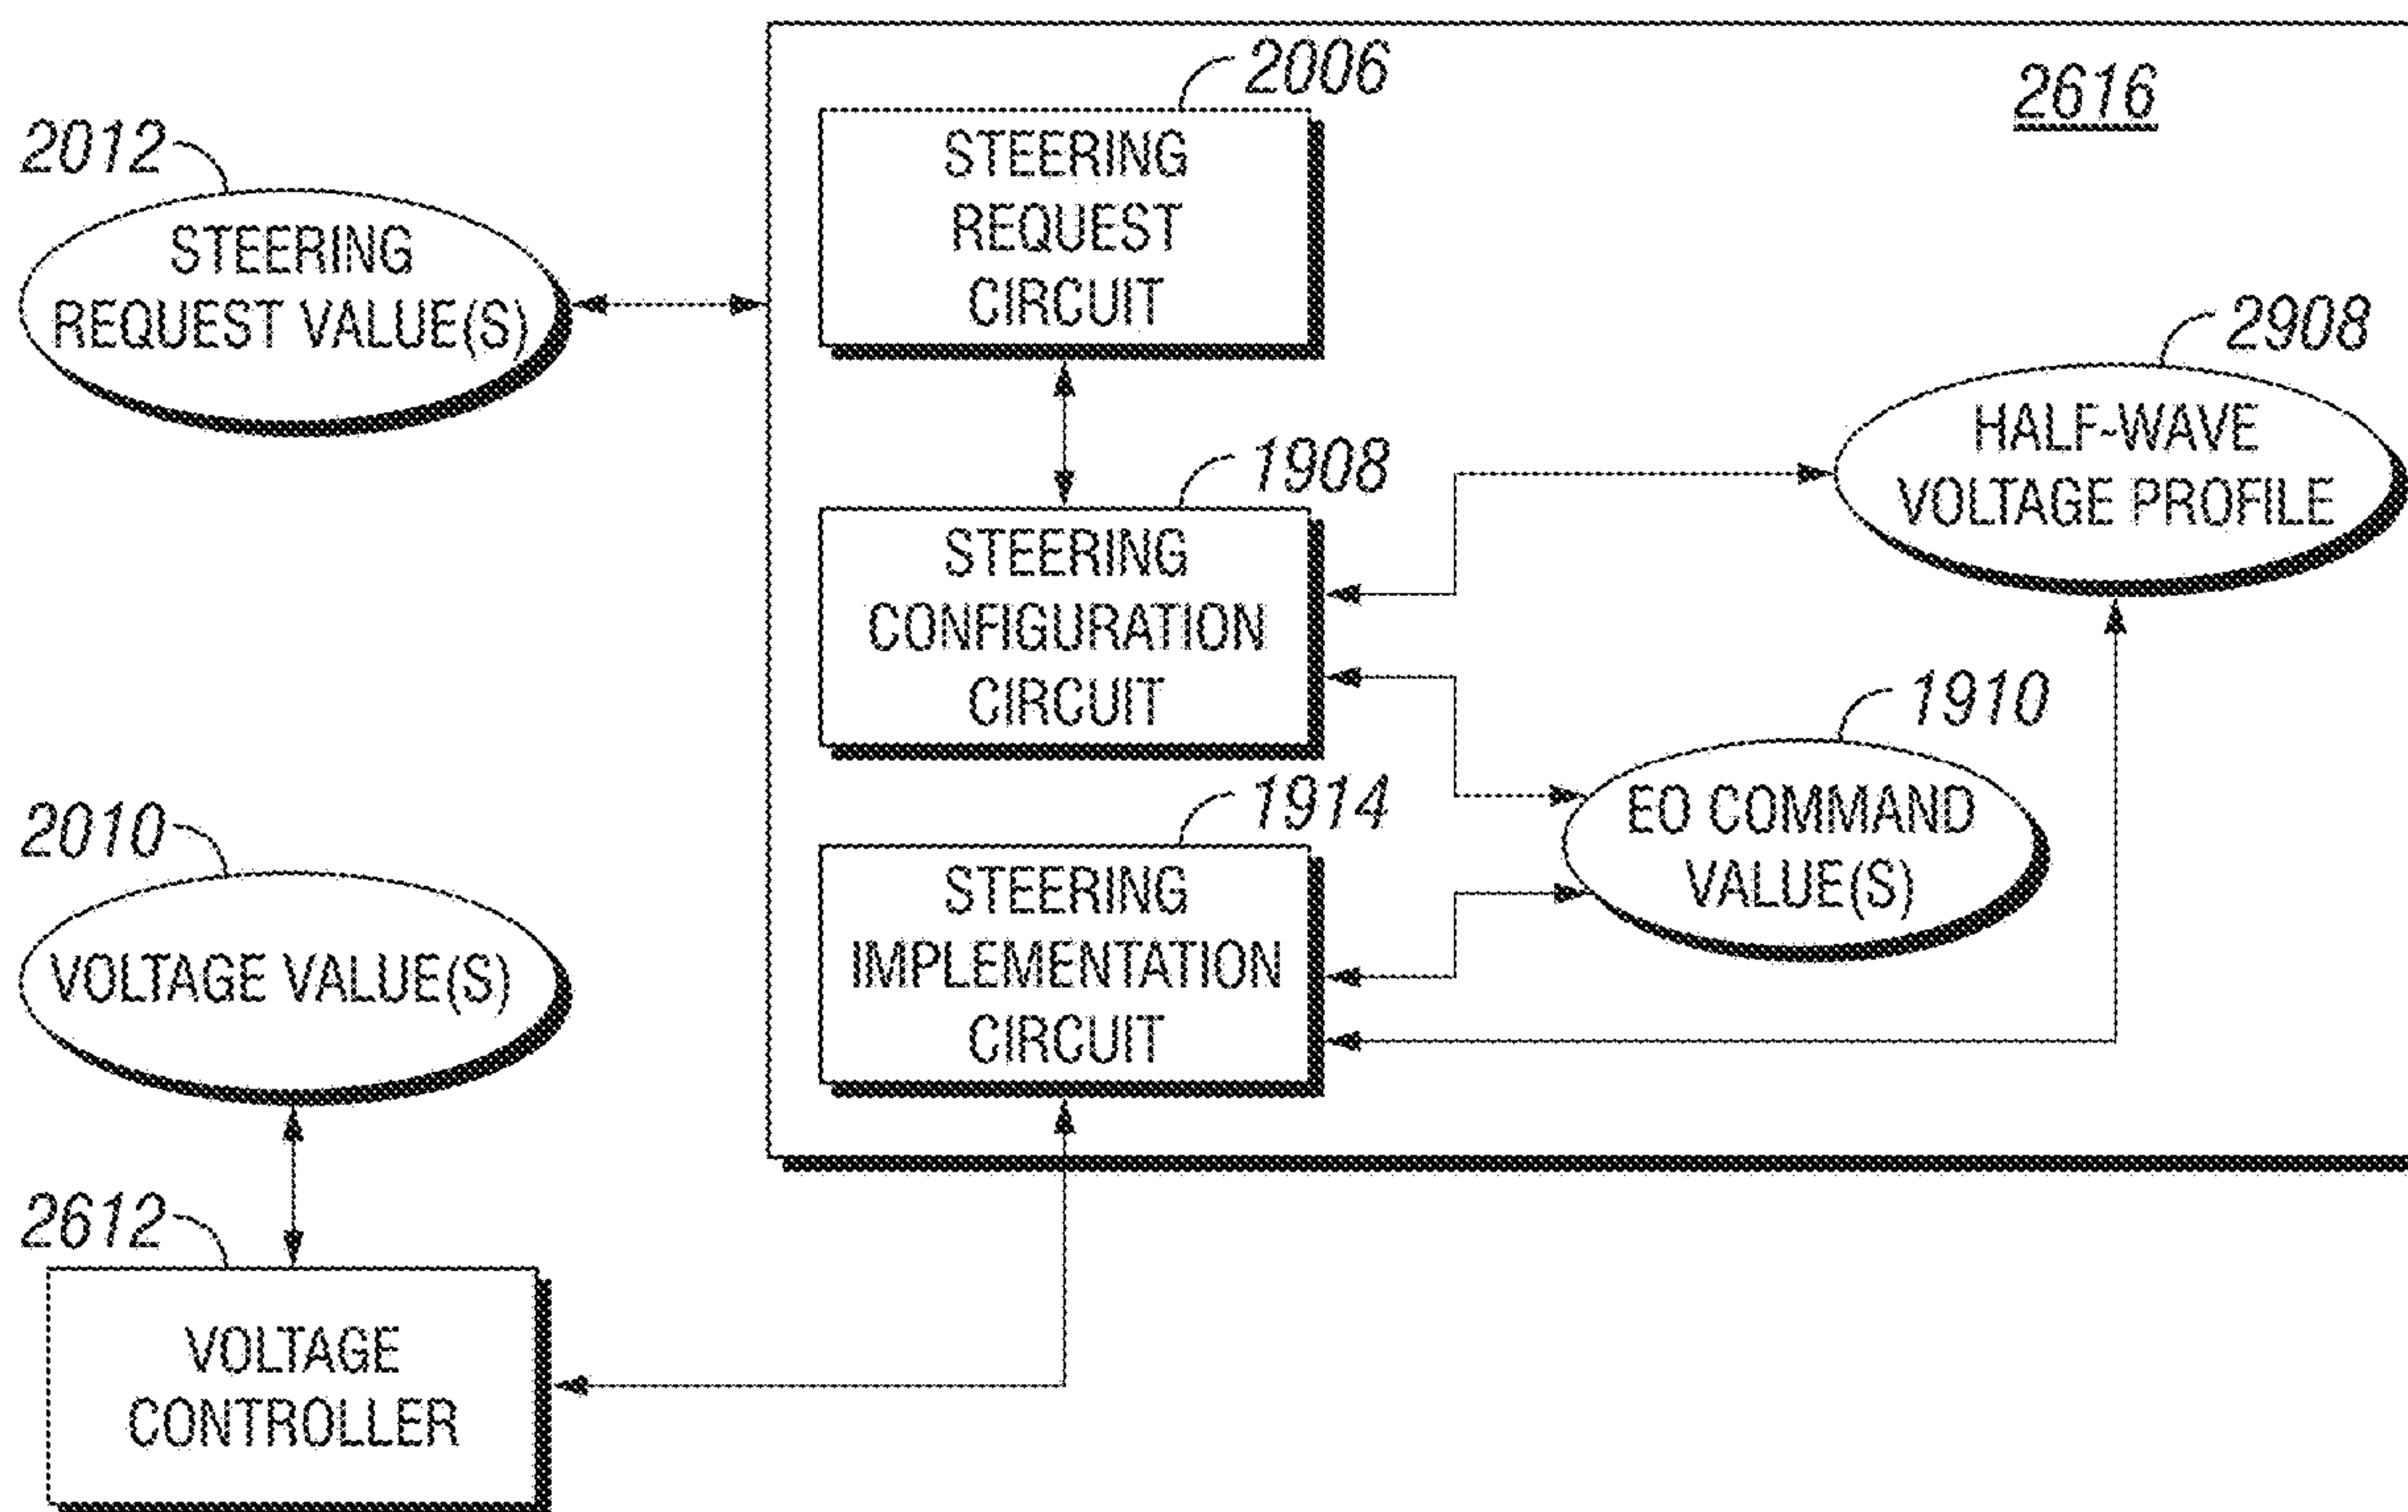 2006
2616
2012
STEERING
REQUEST
CIRCUIT
STEERING
REQUEST VALUE(S)
2908
HALF-WAVE
VOLTAGE PROFILE
1908
STEERING
CONFIGURATION
CIRCUIT
1910
EO COMMAND
VALUE(S)
1914
STEERING
IMPLEMENTATION
CIRCUIT
2010
VOLTAGE VALUE(S)
2612
VOLTAGE
CONTROLLER